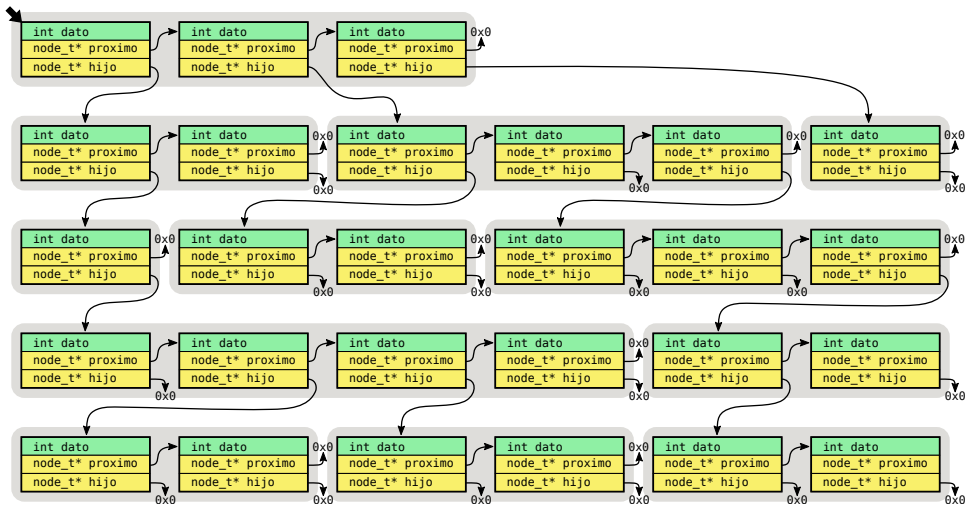 int dato int dato int dato 0x0
node_t* proximo node_t* proximo node_t* proximo
node_t* hijo node_t* hijo node_t* hijo
int dato int dato 0x0 int dato int dato int dato 0x0 int dato 0x0
node_t* proximo node_t* proximo node_t* proximo node_t* proximo node_t* proximo node_t* proximo
node_t* hijo node_t* hijo node_t* hijo node_t* hijo node_t* hijo node_t* hijo
0x0 0x0 0x0
int dato 0x0 int dato int dato 0x0 int dato int dato int dato 0x0
node_t* proximo node_t* proximo node_t* proximo node_t* proximo node_t* proximo node_t* proximo
node_t* hijo node_t* hijo node_t* hijo node_t* hijo node_t* hijo node_t* hijo
0x0 0x0 0x0 0x0
int dato int dato int dato int dato 0x0 int dato int dato
node_t* proximo node_t* proximo node_t* proximo node_t* proximo node_t* proximo node_t* proximo
node_t* hijo node_t* hijo node_t* hijo node_t* hijo node_t* hijo node_t* hijo
0x0 0x0 0x0
int dato int dato 0x0 int dato int dato 0x0 int dato int dato
node_t* proximo node_t* proximo node_t* proximo node_t* proximo node_t* proximo node_t* proximo
node_t* hijo node_t* hijo node_t* hijo node_t* hijo node_t* hijo node_t* hijo
0x0 0x0 0x0 0x0 0x0 0x0